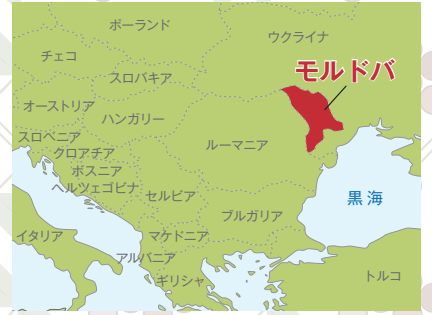 ポーランド
ウクライナ
チェコ
モルドバ
スロバキア
オーストリア
ハンガリー
スロベニア
ルーマニア
クロアチア
ボスニア
ヘルツェゴビナ
セルビア
黒海
ブルガリア
イタリア
マケドニア
アルバニア
トルコ
ギリシャ